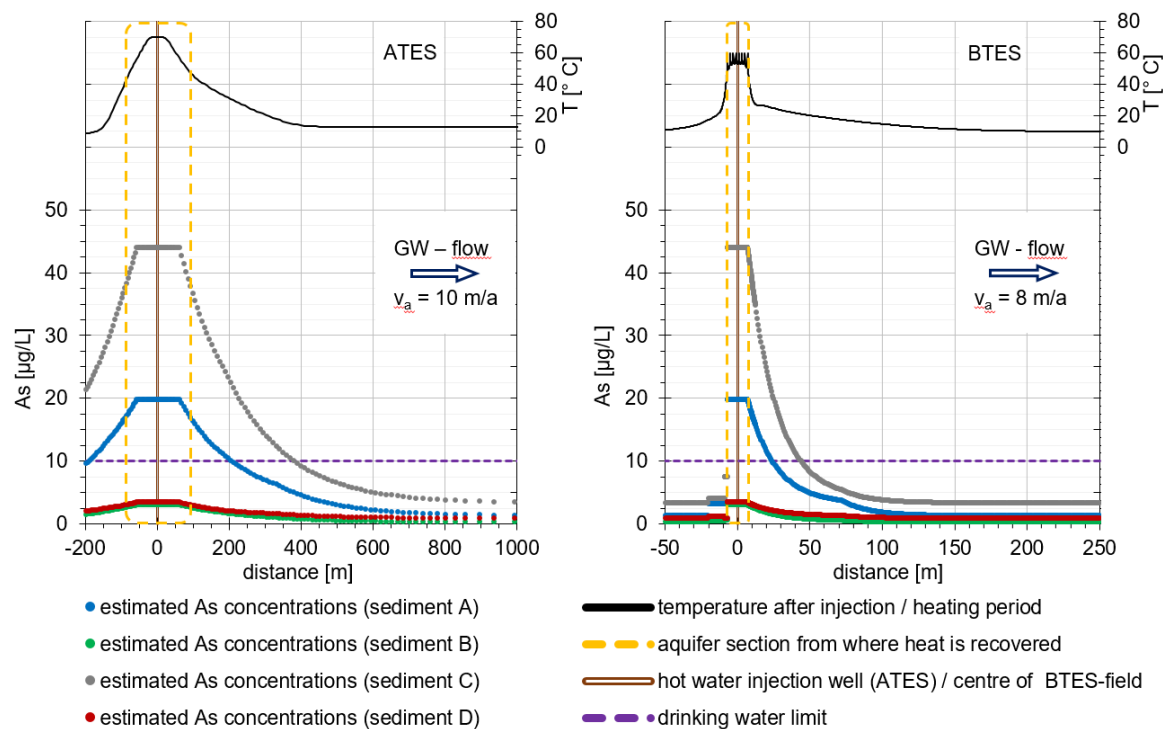 ATES
80
60
40
20
0
T [° C]
50
40
30
20
10
0
As [µg/L]
GW – flow
va = 10 m/a
-200
0
200
400
600
800
1000
distance [m]
BTES
80
60
40
20
0
T [° C]
50
40
30
20
10
0
As [µg/L]
GW - flow
va = 8 m/a
-50
0
50
100
150
200
250
distance [m]
estimated As concentrations (sediment A)
estimated As concentrations (sediment B)
estimated As concentrations (sediment C)
estimated As concentrations (sediment D)
temperature after injection / heating period
aquifer section from where heat is recovered
hot water injection well (ATES) / centre of BTES-field
drinking water limit